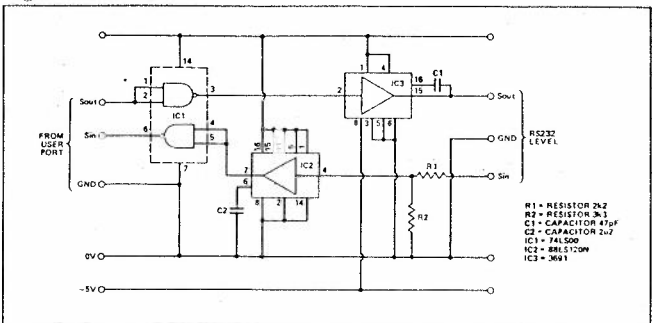 14
1
2
3
IC1
4
5
6
7
Sout
FROM
USER
PORT
Sin
GND
0V
-5V
16
15
6
1
IC2
7
6
4
8
2
14
C2
1
4
IC3
16
15
C1
2
8
3
5
6
R1
R2
Sout
GND
RS232
LEVEL
Sin
R1 = RESISTOR 2k2
R2 = RESISTOR 3k3
C1 = CAPACITOR 47pF
C2 = CAPACITOR 2u2
IC1 = 74LS00
IC2 = 88LS120N
IC3 = 3691